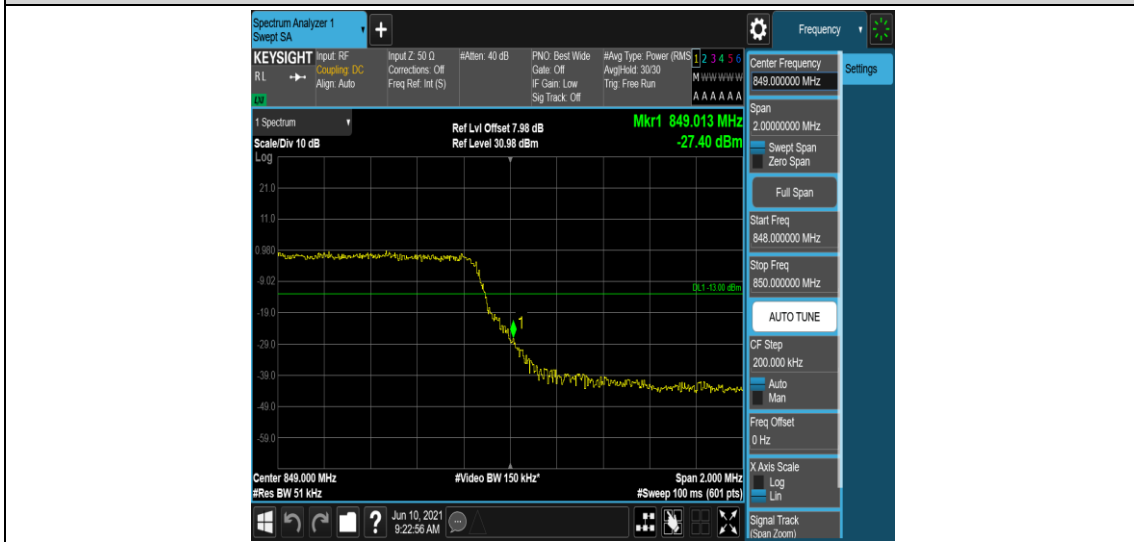 Spectrum Analyzer 1
Swept SA
+
Frequency
KEYSIGHT
RL
LXI
Input: RF
Coupling: DC
Align: Auto
Input Z: 50 Ω
Corrections: Off
Freq Ref: Int (S)
#Atten: 40 dB
PNO: Best Wide
Gate: Off
IF Gain: Low
Sig Track: Off
#Avg Type: Power (RMS
Avg|Hold: 30/30
Trig: Free Run
1 2 3 4 5 6
M W W W W W
A A A A A A
Center Frequency
849.000000 MHz
Settings
1 Spectrum
Scale/Div 10 dB
Log
Ref Lvl Offset 7.98 dB
Ref Level 30.98 dBm
Mkr1 849.013 MHz
-27.40 dBm
Span
2.00000000 MHz
Swept Span
Zero Span
Full Span
Start Freq
848.000000 MHz
Stop Freq
850.000000 MHz
AUTO TUNE
CF Step
200.000 kHz
Auto
Man
Freq Offset
0 Hz
X Axis Scale
Log
Lin
Signal Track
(Span Zoom)
21.0
11.0
0.980
-9.02
DL1 -13.00 dBm
-19.0
1
-29.0
-39.0
-49.0
-59.0
Center 849.000 MHz
#Res BW 51 kHz
#Video BW 150 kHz*
Span 2.000 MHz
#Sweep 100 ms (601 pts)
?
Jun 10, 2021
9:22:56 AM